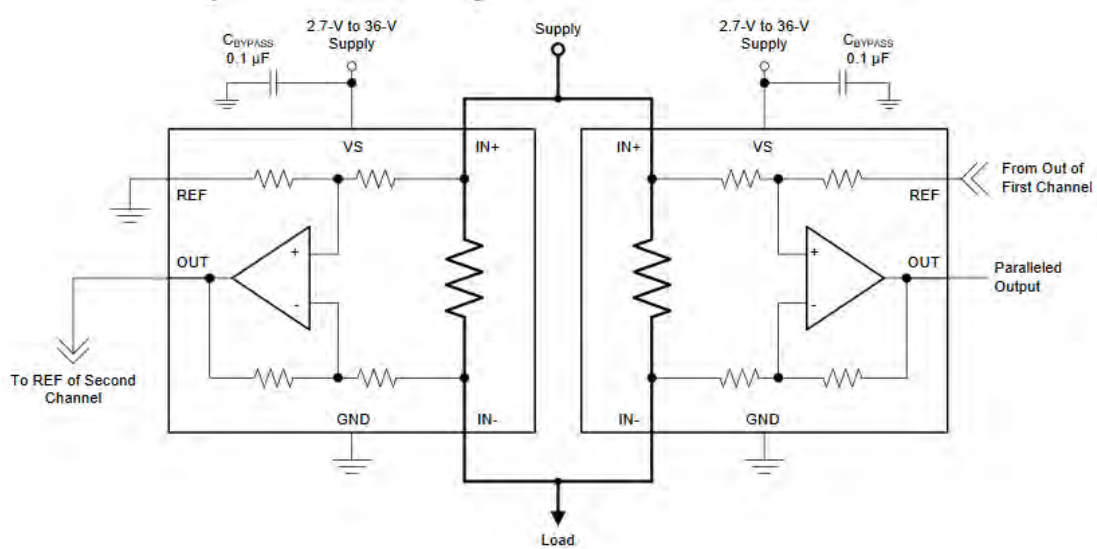 2.7-V to 36-V
Supply
C_BYPASS
0.1 µF
Supply
2.7-V to 36-V
Supply
C_BYPASS
0.1 µF
VS
IN+
REF
OUT
+
-
GND
IN-
To REF of Second
Channel
IN+
VS
REF
From Out of
First Channel
OUT
Paralleled
Output
+
-
IN-
GND
Load